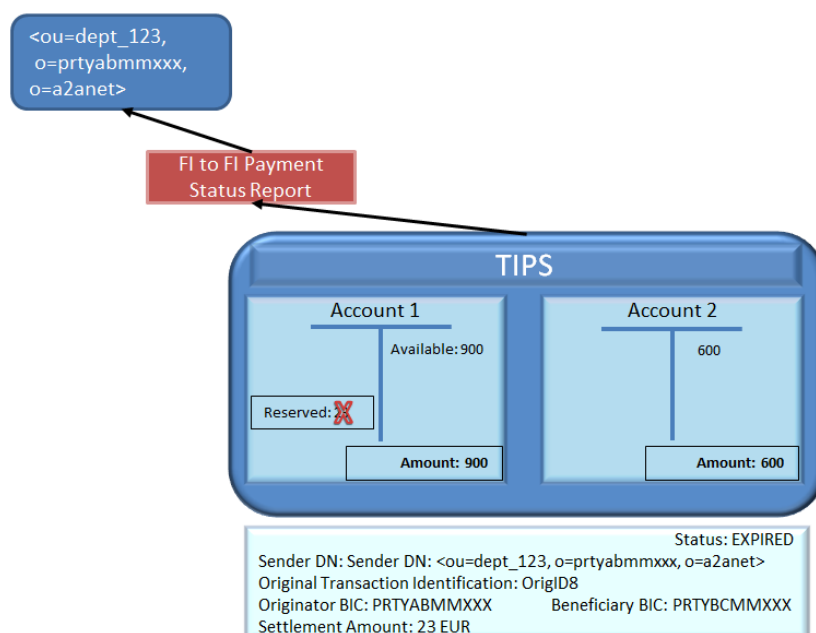 <ou=dept_123,
o=prtyabmmxxx,
o=a2anet>
FI to FI Payment
Status Report
TIPS
Account 1
Available: 900
Reserved: 23
Amount: 900
Account 2
600
Amount: 600
Status: EXPIRED
Sender DN: Sender DN: <ou=dept_123, o=prtyabmmxxx, o=a2anet>
Original Transaction Identification: OrigID8
Originator BIC: PRTYABMMXXX Beneficiary BIC: PRTYBCMMXXX
Settlement Amount: 23 EUR